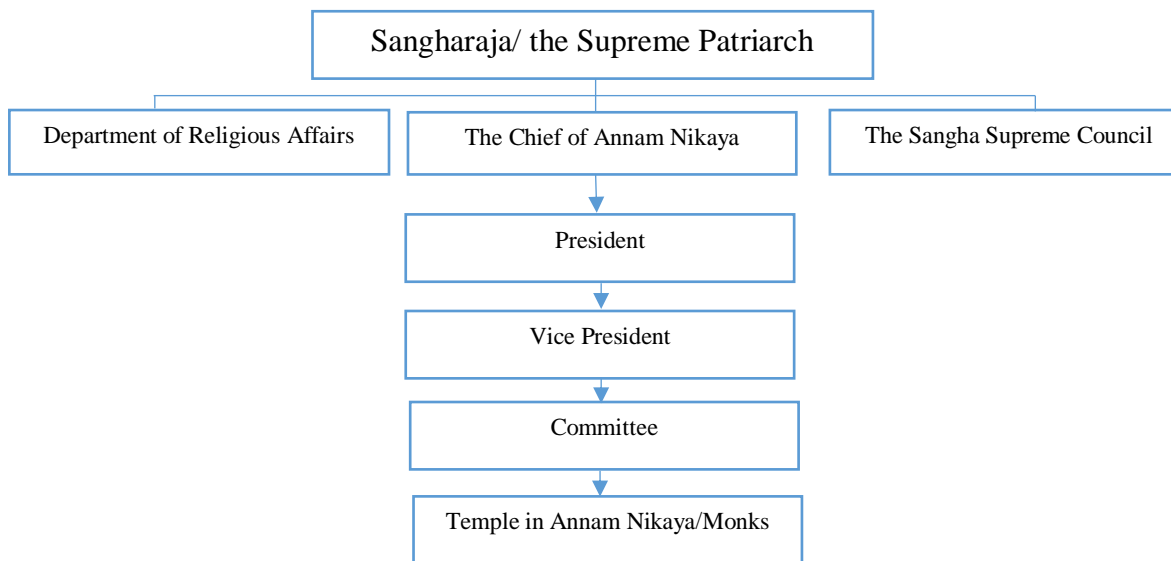 Sangharaja/ the Supreme Patriarch
Department of Religious Affairs
The Chief of Annam Nikaya
The Sangha Supreme Council
President
Vice President
Committee
Temple in Annam Nikaya/Monks